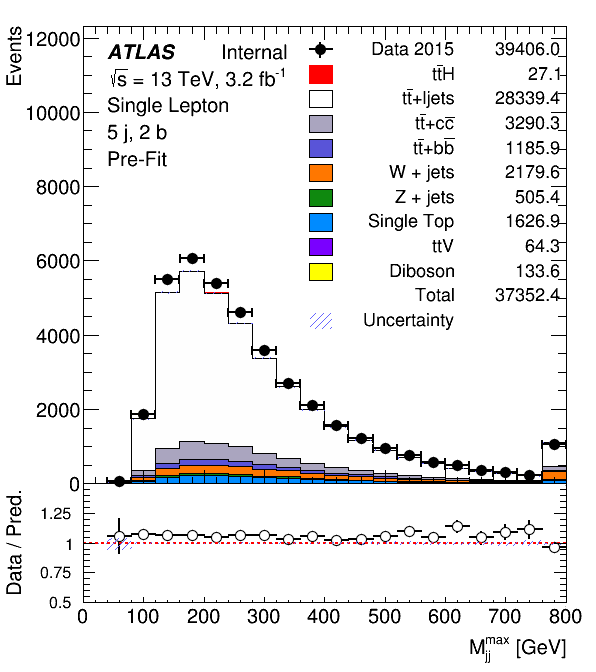 Events
12000
10000
8000
6000
4000
2000
0
ATLAS Internal
√s = 13 TeV, 3.2 fb⁻¹
Single Lepton
5 j, 2 b
Pre-Fit
Data 2015 39406.0
tt̄H 27.1
tt̄+ljets 28339.4
tt̄+cc̄ 3290.3
tt̄+bb̄ 1185.9
W + jets 2179.6
Z + jets 505.4
Single Top 1626.9
ttV 64.3
Diboson 133.6
Total 37352.4
Uncertainty
Data / Pred.
1.25
1
0.75
0.5
0 100 200 300 400 500 600 700 800
M_jj^max [GeV]